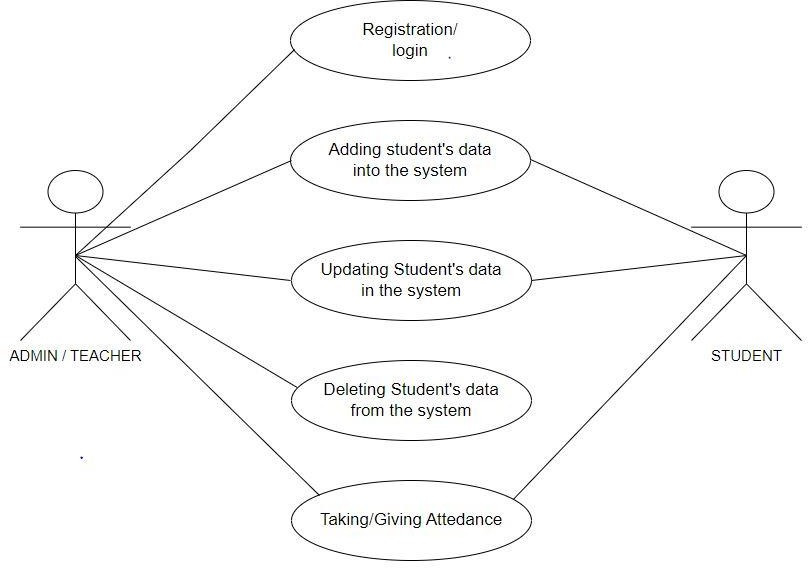 Registration/
login
Adding student's data
into the system
Updating Student's data
in the system
ADMIN / TEACHER
STUDENT
Deleting Student's data
from the system
Taking/Giving Attedance